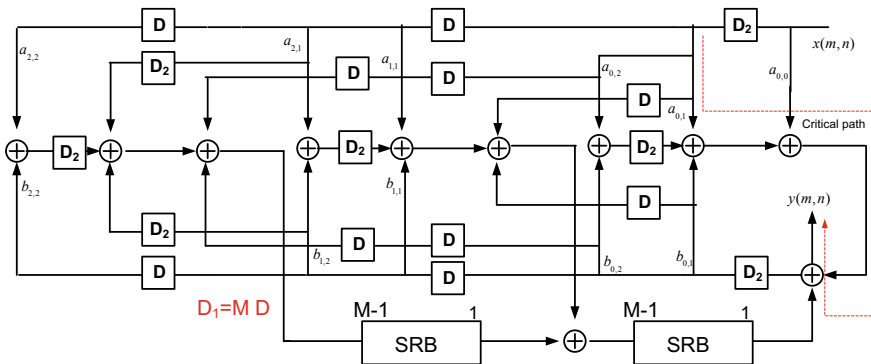 D D D₂ x(m,n)
a₂,₂ D₂ a₂,₁ a₁,₁ D D a₀,₂ a₀,₀
D a₀,₁
Critical path
D₂ D₂ D₂
b₂,₂ b₁,₁ D y(m,n)
D₂ D D
b₁,₂ b₀,₂ b₀,₁
D D D₂
D₁=M D
M-1 1 M-1 1
SRB SRB